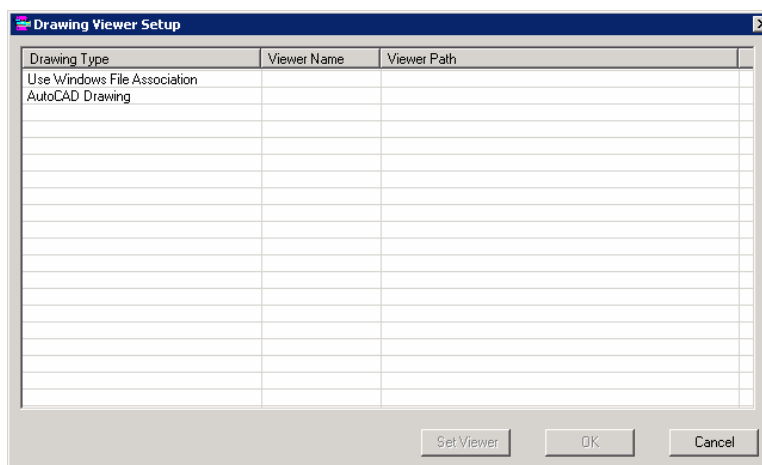 Drawing Viewer Setup
Drawing Type Viewer Name Viewer Path
Use Windows File Association
AutoCAD Drawing
Set Viewer OK Cancel